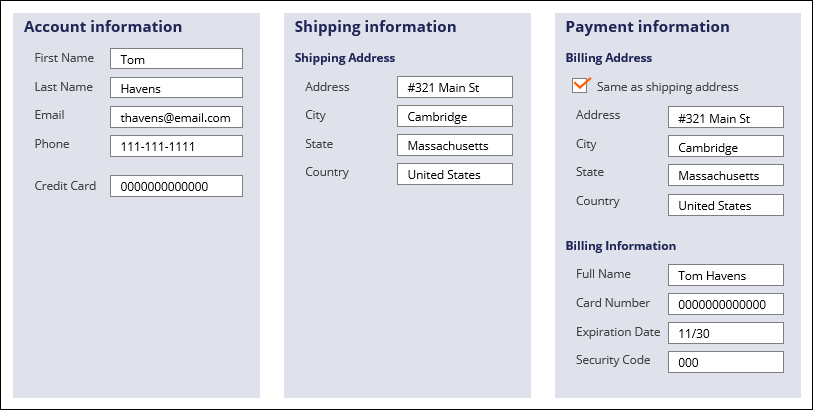 Account information
First Name Tom
Last Name Havens
Email thavens@email.com
Phone 111-111-1111
Credit Card 0000000000000
Shipping information
Shipping Address
Address #321 Main St
City Cambridge
State Massachusetts
Country United States
Payment information
Billing Address
Same as shipping address
Address #321 Main St
City Cambridge
State Massachusetts
Country United States
Billing Information
Full Name Tom Havens
Card Number 0000000000000
Expiration Date 11/30
Security Code 000